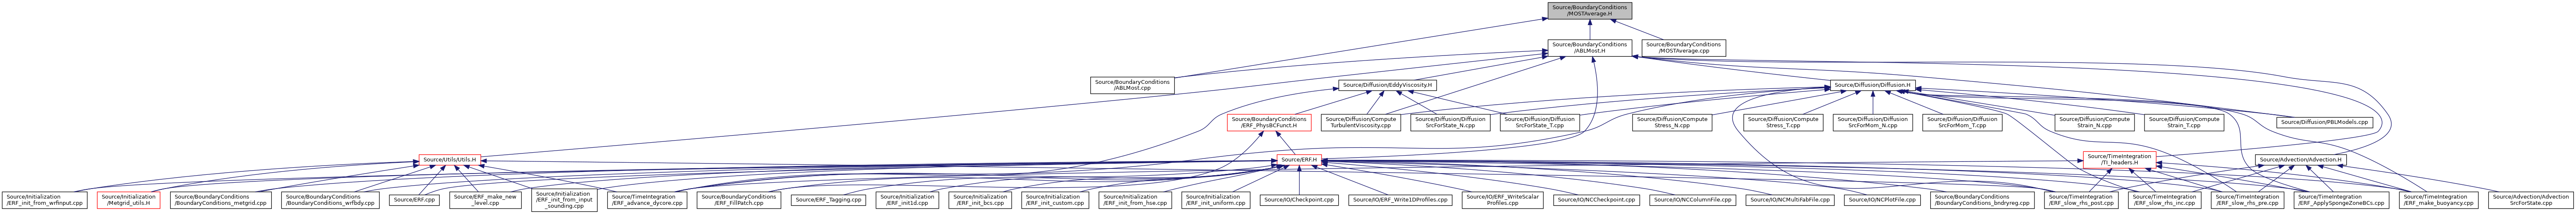 Source/BoundaryConditions
/MOSTAverage.H
Source/BoundaryConditions
/ABLMost.H
Source/BoundaryConditions
/MOSTAverage.cpp
Source/BoundaryConditions
/ABLMost.cpp
Source/Diffusion/EddyViscosity.H
Source/Diffusion/Diffusion.H
Source/BoundaryConditions
/ERF_PhysBCFunct.H
Source/Diffusion/Compute
TurbulentViscosity.cpp
Source/Diffusion/Diffusion
SrcForState_N.cpp
Source/Diffusion/Diffusion
SrcForState_T.cpp
Source/Diffusion/Compute
Stress_N.cpp
Source/Diffusion/Compute
Stress_T.cpp
Source/Diffusion/Diffusion
SrcForMom_N.cpp
Source/Diffusion/Diffusion
SrcForMom_T.cpp
Source/Diffusion/Compute
Strain_N.cpp
Source/Diffusion/Compute
Strain_T.cpp
Source/Diffusion/PBLModels.cpp
Source/Utils/Utils.H
Source/ERF.H
Source/TimeIntegration
/TI_headers.H
Source/Advection/Advection.H
Source/Initialization
/ERF_init_from_wrfinput.cpp
Source/Initialization
/Metgrid_utils.H
Source/BoundaryConditions
/BoundaryConditions_metgrid.cpp
Source/BoundaryConditions
/BoundaryConditions_wrfbdy.cpp
Source/ERF.cpp
Source/ERF_make_new
_level.cpp
Source/Initialization
/ERF_init_from_input
_sounding.cpp
Source/TimeIntegration
/ERF_advance_dycore.cpp
Source/BoundaryConditions
/ERF_FillPatch.cpp
Source/ERF_Tagging.cpp
Source/Initialization
/ERF_init1d.cpp
Source/Initialization
/ERF_init_bcs.cpp
Source/Initialization
/ERF_init_custom.cpp
Source/Initialization
/ERF_init_from_hse.cpp
Source/Initialization
/ERF_init_uniform.cpp
Source/IO/Checkpoint.cpp
Source/IO/ERF_Write1DProfiles.cpp
Source/IO/ERF_WriteScalar
Profiles.cpp
Source/IO/NCCheckpoint.cpp
Source/IO/NCColumnFile.cpp
Source/IO/NCMultiFabFile.cpp
Source/IO/NCPlotFile.cpp
Source/BoundaryConditions
/BoundaryConditions_bndryreg.cpp
Source/TimeIntegration
/ERF_slow_rhs_post.cpp
Source/TimeIntegration
/ERF_slow_rhs_inc.cpp
Source/TimeIntegration
/ERF_slow_rhs_pre.cpp
Source/TimeIntegration
/ERF_ApplySpongeZoneBCs.cpp
Source/TimeIntegration
/ERF_make_buoyancy.cpp
Source/Advection/Advection
SrcForState.cpp